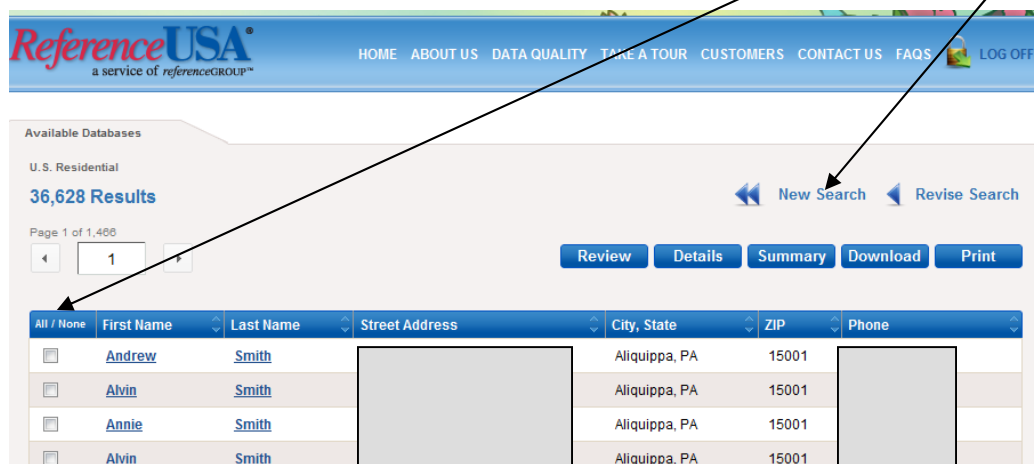 ReferenceUSA®
a service of referenceGROUP™
HOME ABOUT US DATA QUALITY TAKE A TOUR CUSTOMERS CONTACT US FAQS LOG OFF
Available Databases
U.S. Residential
36,628 Results
New Search Revise Search
Page 1 of 1,466
1
Review Details Summary Download Print
All / None First Name Last Name Street Address City, State ZIP Phone
Andrew Smith Aliquippa, PA 15001
Alvin Smith Aliquippa, PA 15001
Annie Smith Aliquippa, PA 15001
Alvin Smith Aliquippa, PA 15001